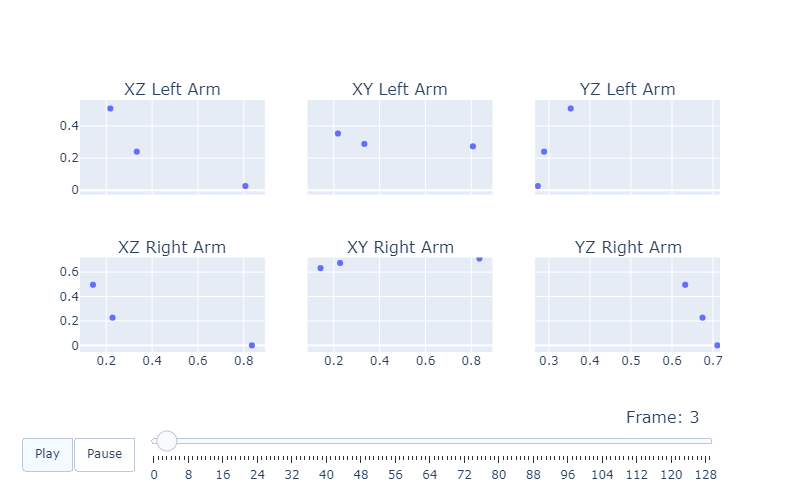 XZ Left Arm XY Left Arm YZ Left Arm
0.4
0.2
0
XZ Right Arm XY Right Arm YZ Right Arm
0.6
0.4
0.2
0
0.2 0.4 0.6 0.8 0.2 0.4 0.6 0.8 0.3 0.4 0.5 0.6 0.7
Frame: 3
Play Pause
0 8 16 24 32 40 48 56 64 72 80 88 96 104 112 120 128